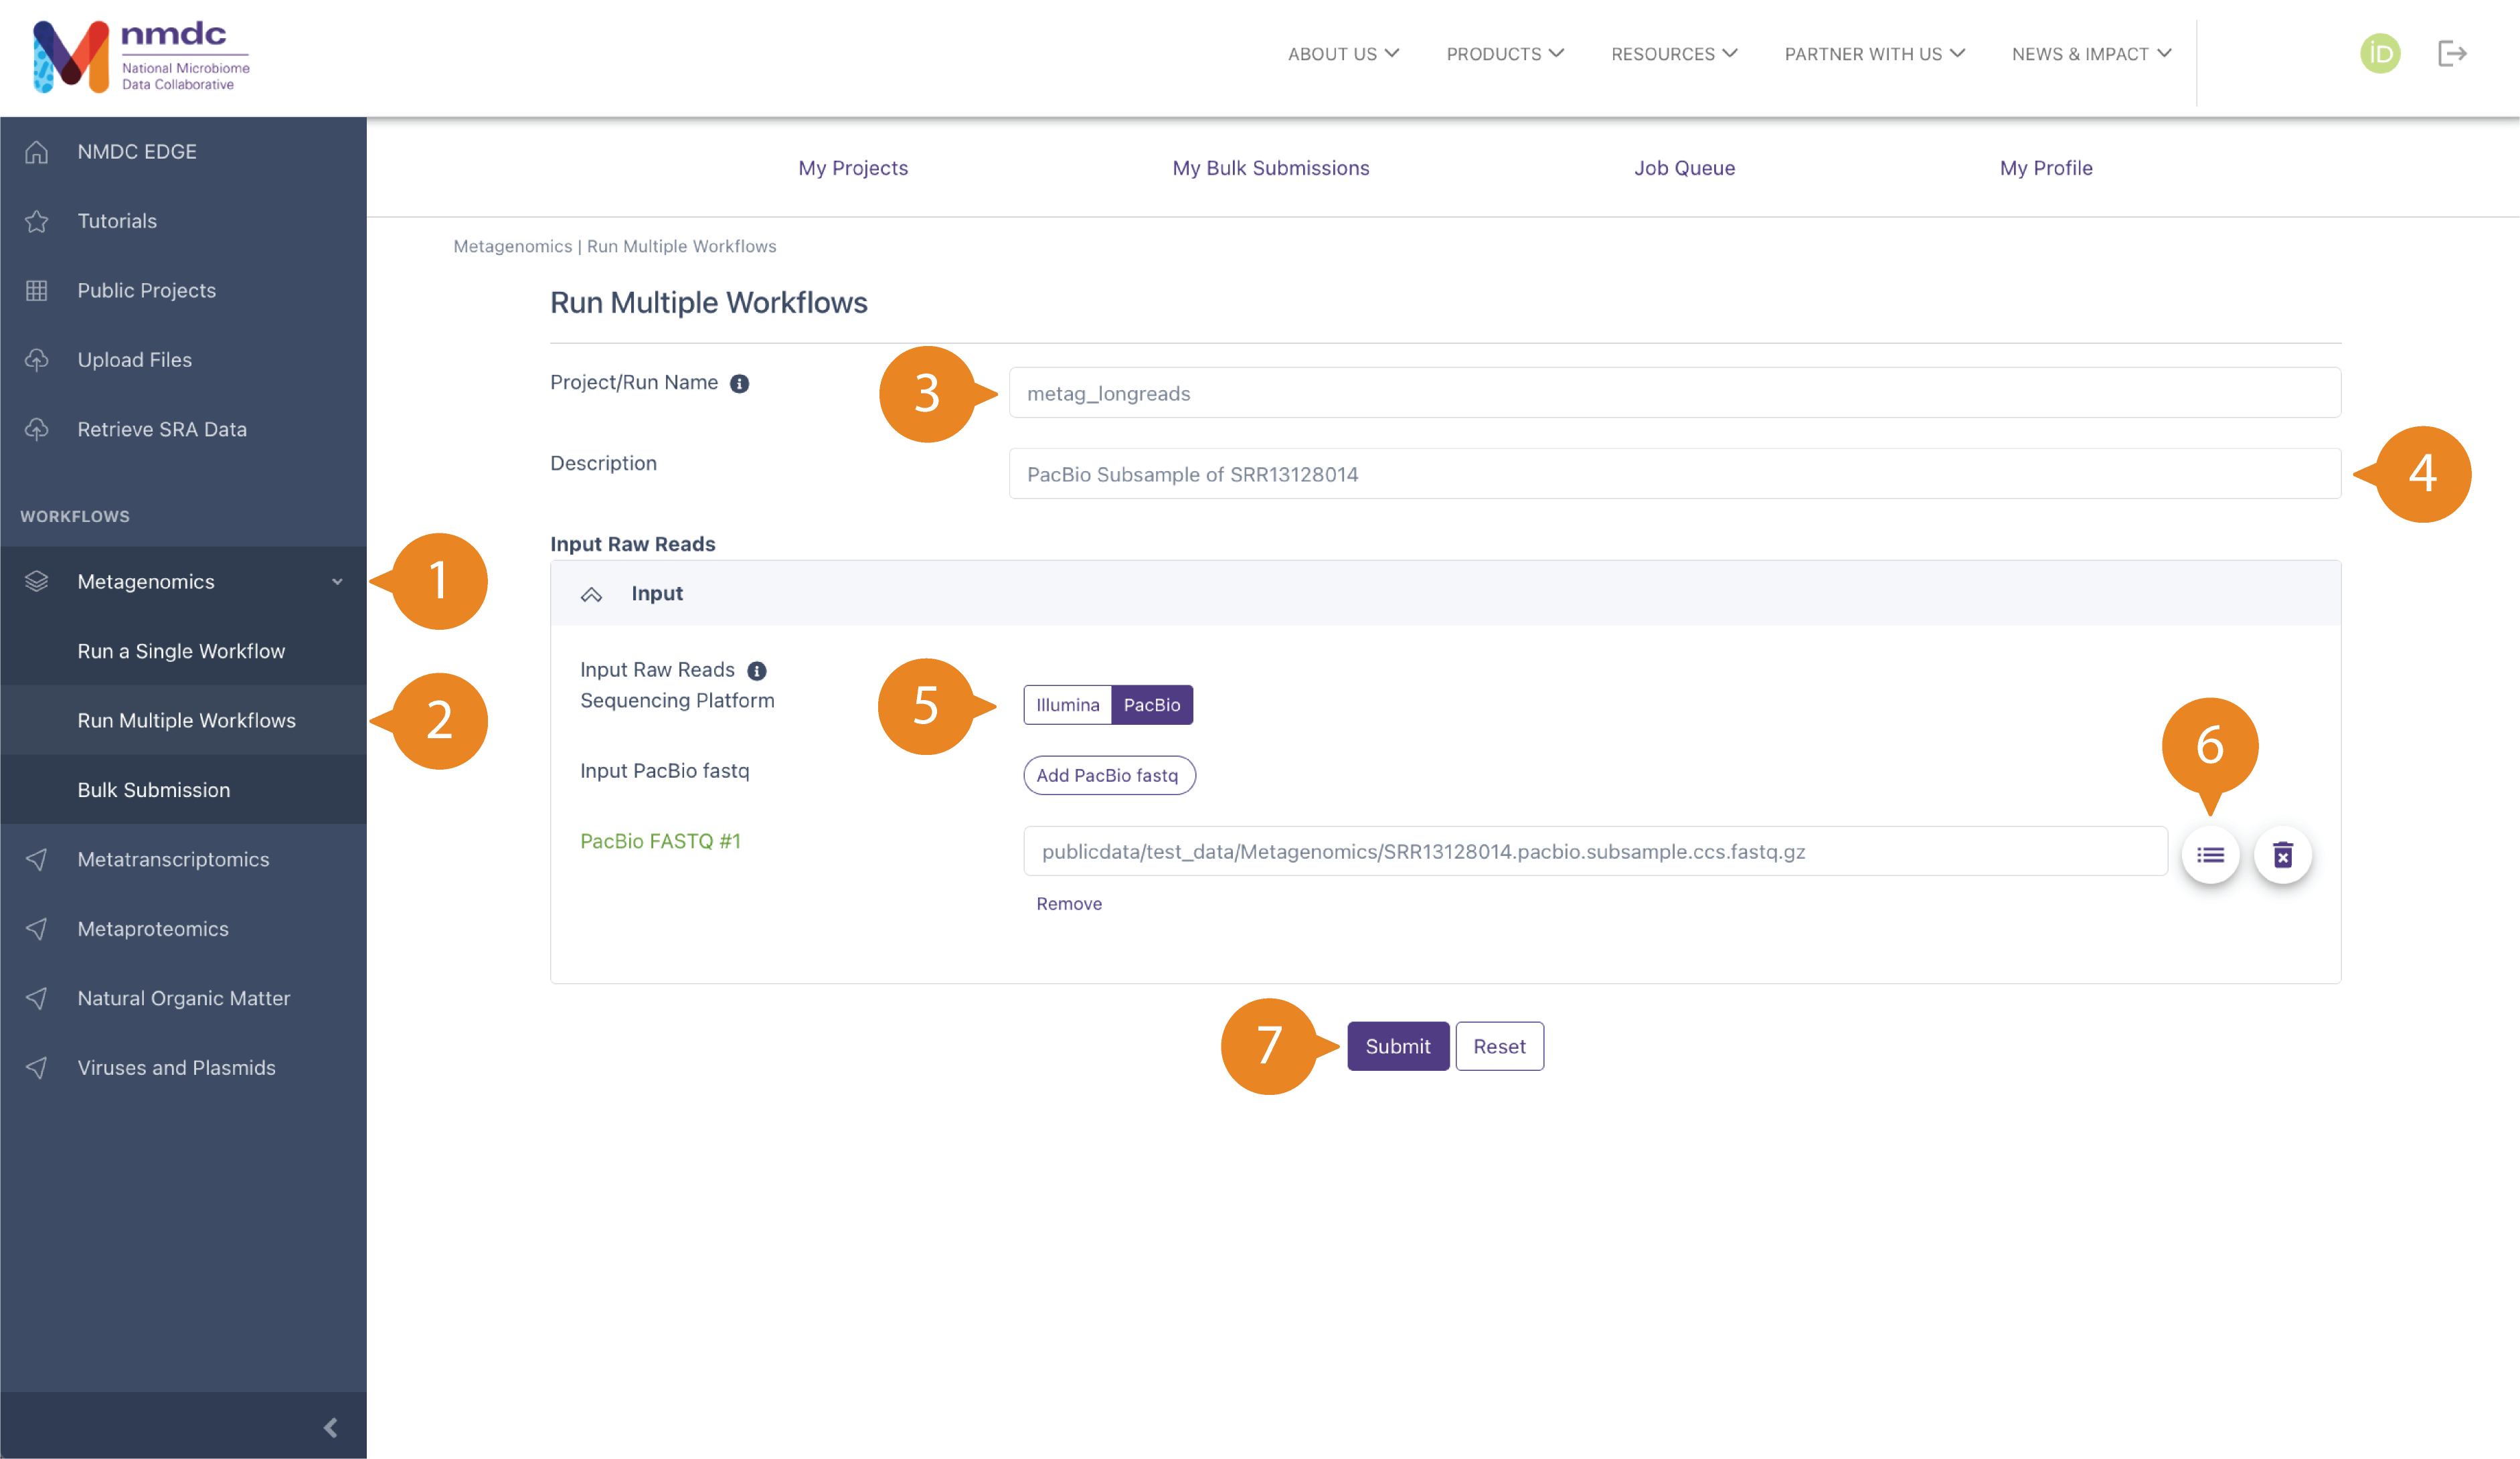 nmdc
National Microbiome
Data Collaborative
ABOUT US
PRODUCTS
RESOURCES
PARTNER WITH US
NEWS & IMPACT
iD
NMDC EDGE
Tutorials
Public Projects
Upload Files
Retrieve SRA Data
WORKFLOWS
Metagenomics
1
Run a Single Workflow
Run Multiple Workflows
2
Bulk Submission
Metatranscriptomics
Metaproteomics
Natural Organic Matter
Viruses and Plasmids
My Projects
My Bulk Submissions
Job Queue
My Profile
Metagenomics | Run Multiple Workflows
Run Multiple Workflows
Project/Run Name
3
metag_longreads
Description
PacBio Subsample of SRR13128014
4
Input Raw Reads
Input
Input Raw Reads
Sequencing Platform
5
Illumina
PacBio
6
Input PacBio fastq
Add PacBio fastq
PacBio FASTQ #1
publicdata/test_data/Metagenomics/SRR13128014.pacbio.subsample.ccs.fastq.gz
Remove
7
Submit
Reset